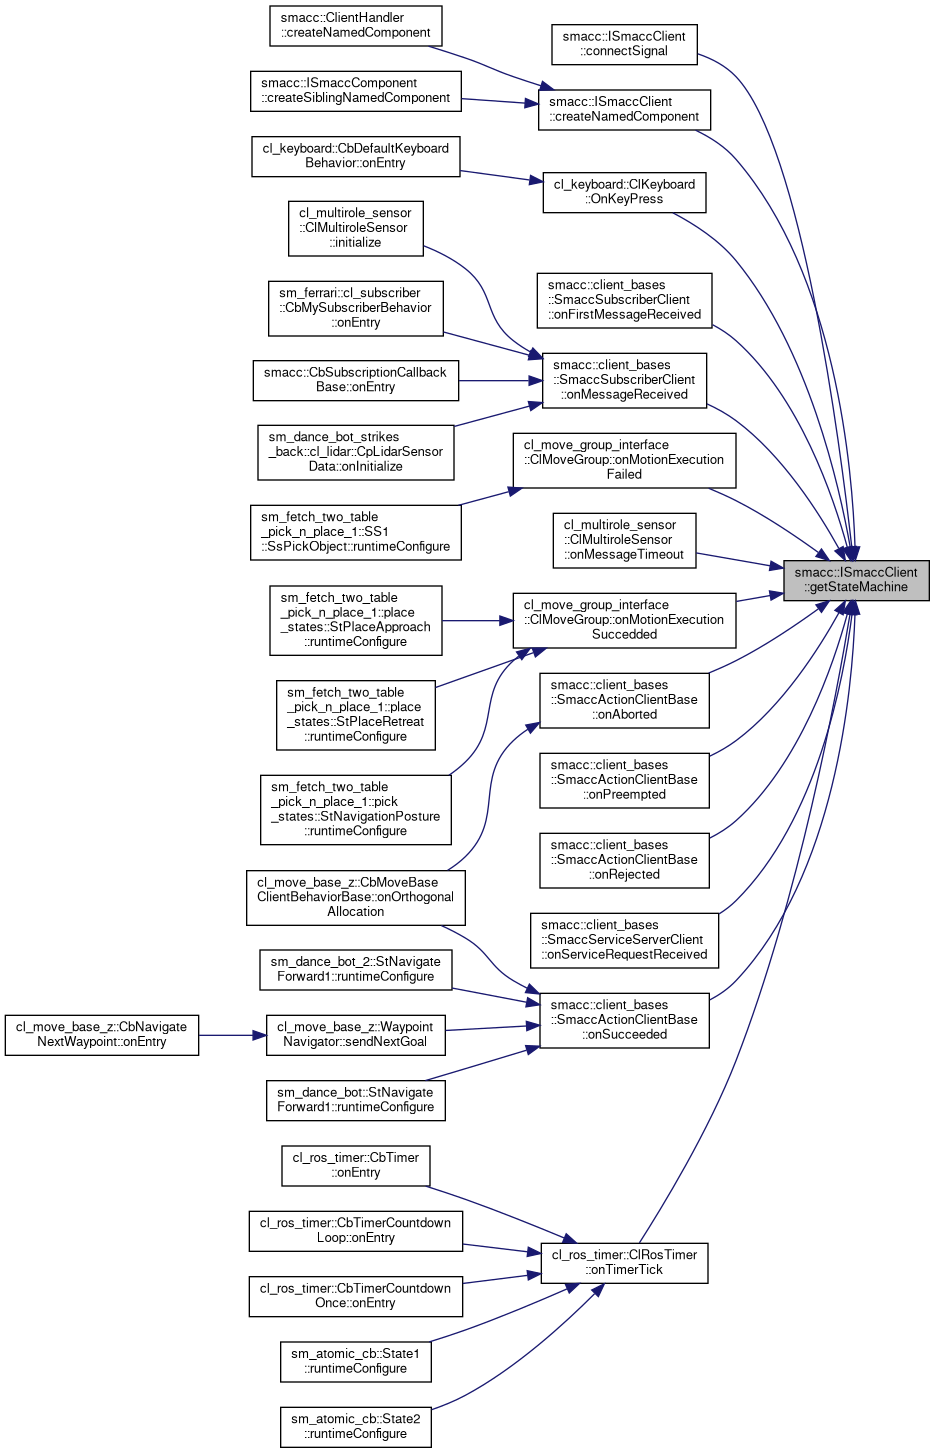 smacc::ClientHandler
::createNamedComponent
smacc::ISmaccClient
::connectSignal
smacc::ISmaccComponent
::createSiblingNamedComponent
smacc::ISmaccClient
::createNamedComponent
cl_keyboard::CbDefaultKeyboard
Behavior::onEntry
cl_keyboard::ClKeyboard
::OnKeyPress
cl_multirole_sensor
::ClMultiroleSensor
::initialize
sm_ferrari::cl_subscriber
::CbMySubscriberBehavior
::onEntry
smacc::client_bases
::SmaccSubscriberClient
::onFirstMessageReceived
smacc::CbSubscriptionCallback
Base::onEntry
smacc::client_bases
::SmaccSubscriberClient
::onMessageReceived
sm_dance_bot_strikes
_back::cl_lidar::CpLidarSensor
Data::onInitialize
cl_move_group_interface
::ClMoveGroup::onMotionExecution
Failed
sm_fetch_two_table
_pick_n_place_1::SS1
::SsPickObject::runtimeConfigure
cl_multirole_sensor
::ClMultiroleSensor
::onMessageTimeout
smacc::ISmaccClient
::getStateMachine
sm_fetch_two_table
_pick_n_place_1::place
_states::StPlaceApproach
::runtimeConfigure
cl_move_group_interface
::ClMoveGroup::onMotionExecution
Succedded
sm_fetch_two_table
_pick_n_place_1::place
_states::StPlaceRetreat
::runtimeConfigure
smacc::client_bases
::SmaccActionClientBase
::onAborted
sm_fetch_two_table
_pick_n_place_1::pick
_states::StNavigationPosture
::runtimeConfigure
smacc::client_bases
::SmaccActionClientBase
::onPreempted
smacc::client_bases
::SmaccActionClientBase
::onRejected
cl_move_base_z::CbMoveBase
ClientBehaviorBase::onOrthogonal
Allocation
smacc::client_bases
::SmaccServiceServerClient
::onServiceRequestReceived
sm_dance_bot_2::StNavigate
Forward1::runtimeConfigure
smacc::client_bases
::SmaccActionClientBase
::onSucceeded
cl_move_base_z::CbNavigate
NextWaypoint::onEntry
cl_move_base_z::Waypoint
Navigator::sendNextGoal
sm_dance_bot::StNavigate
Forward1::runtimeConfigure
cl_ros_timer::CbTimer
::onEntry
cl_ros_timer::CbTimerCountdown
Loop::onEntry
cl_ros_timer::ClRosTimer
::onTimerTick
cl_ros_timer::CbTimerCountdown
Once::onEntry
sm_atomic_cb::State1
::runtimeConfigure
sm_atomic_cb::State2
::runtimeConfigure